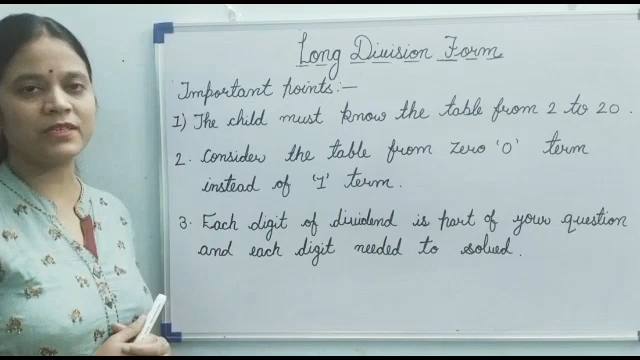 Long Division Form
Important points:-
1) The child must know the table from 2 to 20.
2. Consider the table from zero '0' term
instead of '1' term.
3. Each digit of dividend is part of your question
and each digit needed to solved.